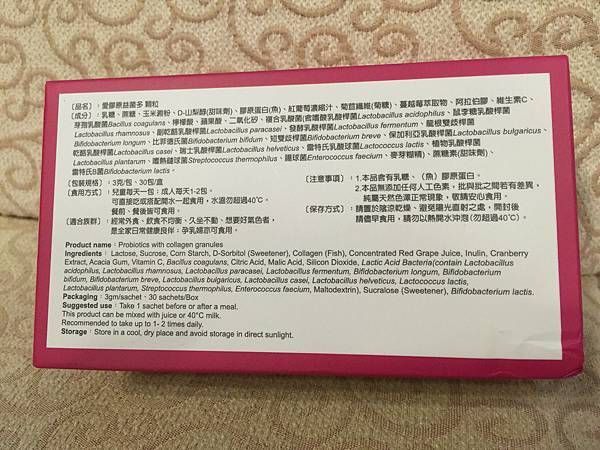 〔品名〕：愛膠原益菌多 顆粒
〔成分〕：乳糖、蔗糖、玉米澱粉、D-山梨醇(甜味劑)、膠原蛋白(魚)、紅葡萄濃縮汁、菊苣纖維(菊糖)、蔓越莓萃取物、阿拉伯膠、維生素C、
芽孢乳酸菌Bacillus coagulans、檸檬酸、蘋果酸、二氧化矽、複合乳酸菌(嗜酸乳酸桿菌Lactobacillus acidophilus、鼠李糖乳酸桿菌
Lactobacillus rhamnosus、副乾酪乳酸桿菌Lactobacillus paracasei、發酵乳酸桿菌Lactobacillus fermentum、龍根雙歧桿菌
Bifidobacterium longum、比菲德氏菌Bifidobacterium bifidum、短雙歧桿菌Bifidobacterium breve、保加利亞乳酸桿菌Lactobacillus bulgaricus、
乾酪乳酸桿菌Lactobacillus casei、瑞士乳酸桿菌Lactobacillus helveticus、雷特氏乳球菌Lactococcus lactis、植物乳酸桿菌
Lactobacillus plantarum、嗜熱鏈球菌Streptococcus thermophilus、腸球菌Enterococcus faecium、麥芽糊精)、蔗糖素(甜味劑)、
雷特氏B菌Bifidobacterium lactis。
〔包裝規格〕：3克/包、30包/盒
〔食用方式〕：兒童每天一包；成人每天1-2包。
可直接吃或搭配開水一起食用，水溫勿超過40℃。
餐前、餐後皆可食用。
〔適合族群〕：經常外食、飲食不均衡、久坐不動、想要好氣色者，
是全家日常健康良伴；孕乳婦亦可食用。
〔注意事項〕：1.本品含有乳糖、（魚）膠原蛋白。
2.本品無添加任何人工色素，批與批之間若有差異，
純屬天然色澤正常現象，敬請安心食用。
〔保存方式〕：請置於陰涼乾燥、避免陽光直射之處，開封後
請儘早食用，請勿以熱開水沖泡（勿超過40℃）。
Product name：Probiotics with collagen granules
Ingredients： Lactose, Sucrose, Corn Starch, D-Sorbitol (Sweetener), Collagen (Fish), Concentrated Red Grape Juice, Inulin, Cranberry
Extract, Acacia Gum, Vitamin C, Bacillus coagulans, Citric Acid, Malic Acid, Silicon Dioxide, Lactic Acid Bacteria(contain Lactobacillus
acidophilus, Lactobacillus rhamnosus, Lactobacillus paracasei, Lactobacillus fermentum, Bifidobacterium longum, Bifidobacterium
bifidum, Bifidobacterium breve, Lactobacillus bulgaricus, Lactobacillus casei, Lactobacillus helveticus, Lactococcus lactis,
Lactobacillus plantarum, Streptococcus thermophilus, Enterococcus faecium, Maltodextrin), Sucralose (Sweetener), Bifidobacterium lactis.
Packaging：3gm/sachet，30 sachets/Box
Suggested use：Take 1 sachet before or after a meal.
This product can be mixed with juice or 40°C milk.
Recommended to take up to 1- 2 times daily.
Storage：Store in a cool, dry place and avoid storage in direct sunlight.